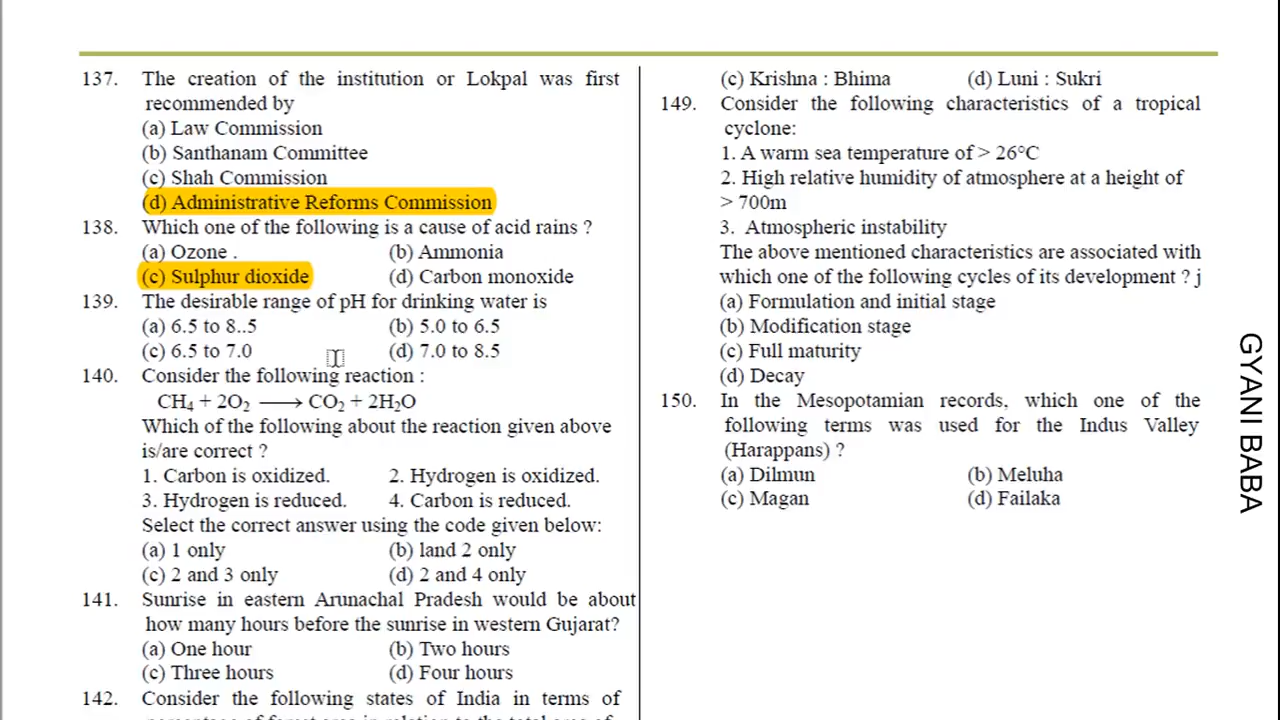 137. The creation of the institution or Lokpal was first
recommended by
(a) Law Commission
(b) Santhanam Committee
(c) Shah Commission
(d) Administrative Reforms Commission
138. Which one of the following is a cause of acid rains ?
(a) Ozone . (b) Ammonia
(c) Sulphur dioxide (d) Carbon monoxide
139. The desirable range of pH for drinking water is
(a) 6.5 to 8..5 (b) 5.0 to 6.5
(c) 6.5 to 7.0 (d) 7.0 to 8.5
140. Consider the following reaction :
CH₄ + 2O₂ ⟶ CO₂ + 2H₂O
Which of the following about the reaction given above
is/are correct ?
1. Carbon is oxidized. 2. Hydrogen is oxidized.
3. Hydrogen is reduced. 4. Carbon is reduced.
Select the correct answer using the code given below:
(a) 1 only (b) land 2 only
(c) 2 and 3 only (d) 2 and 4 only
141. Sunrise in eastern Arunachal Pradesh would be about
how many hours before the sunrise in western Gujarat?
(a) One hour (b) Two hours
(c) Three hours (d) Four hours
142. Consider the following states of India in terms of
(c) Krishna : Bhima (d) Luni : Sukri
149. Consider the following characteristics of a tropical
cyclone:
1. A warm sea temperature of > 26°C
2. High relative humidity of atmosphere at a height of
> 700m
3. Atmospheric instability
The above mentioned characteristics are associated with
which one of the following cycles of its development ? j
(a) Formulation and initial stage
(b) Modification stage
(c) Full maturity
(d) Decay
150. In the Mesopotamian records, which one of the
following terms was used for the Indus Valley
(Harappans) ?
(a) Dilmun (b) Meluha
(c) Magan (d) Failaka
GYANI BABA